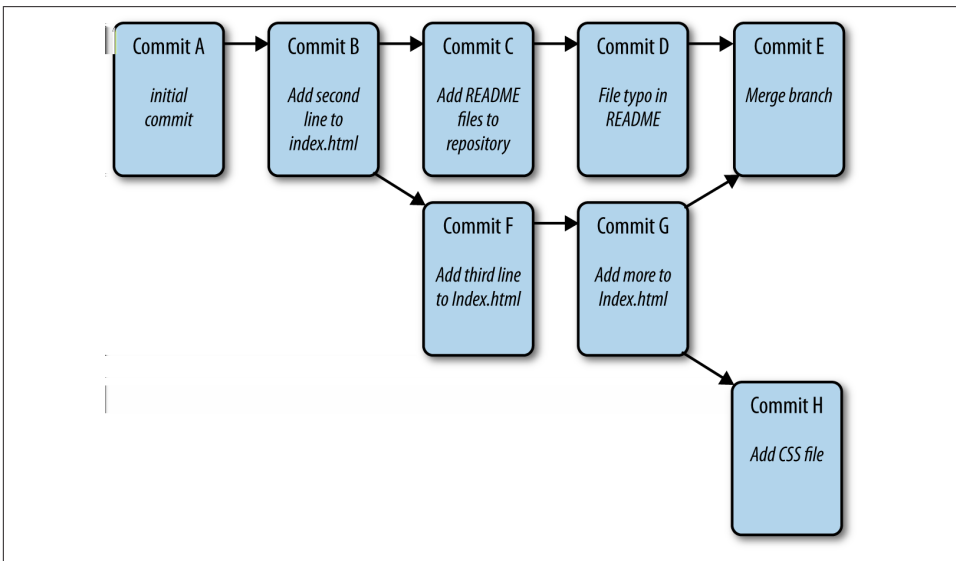 Commit A
initial
commit
Commit B
Add second
line to
index.html
Commit C
Add README
files to
repository
Commit D
File typo in
README
Commit E
Merge branch
Commit F
Add third line
to Index.html
Commit G
Add more to
Index.html
Commit H
Add CSS file